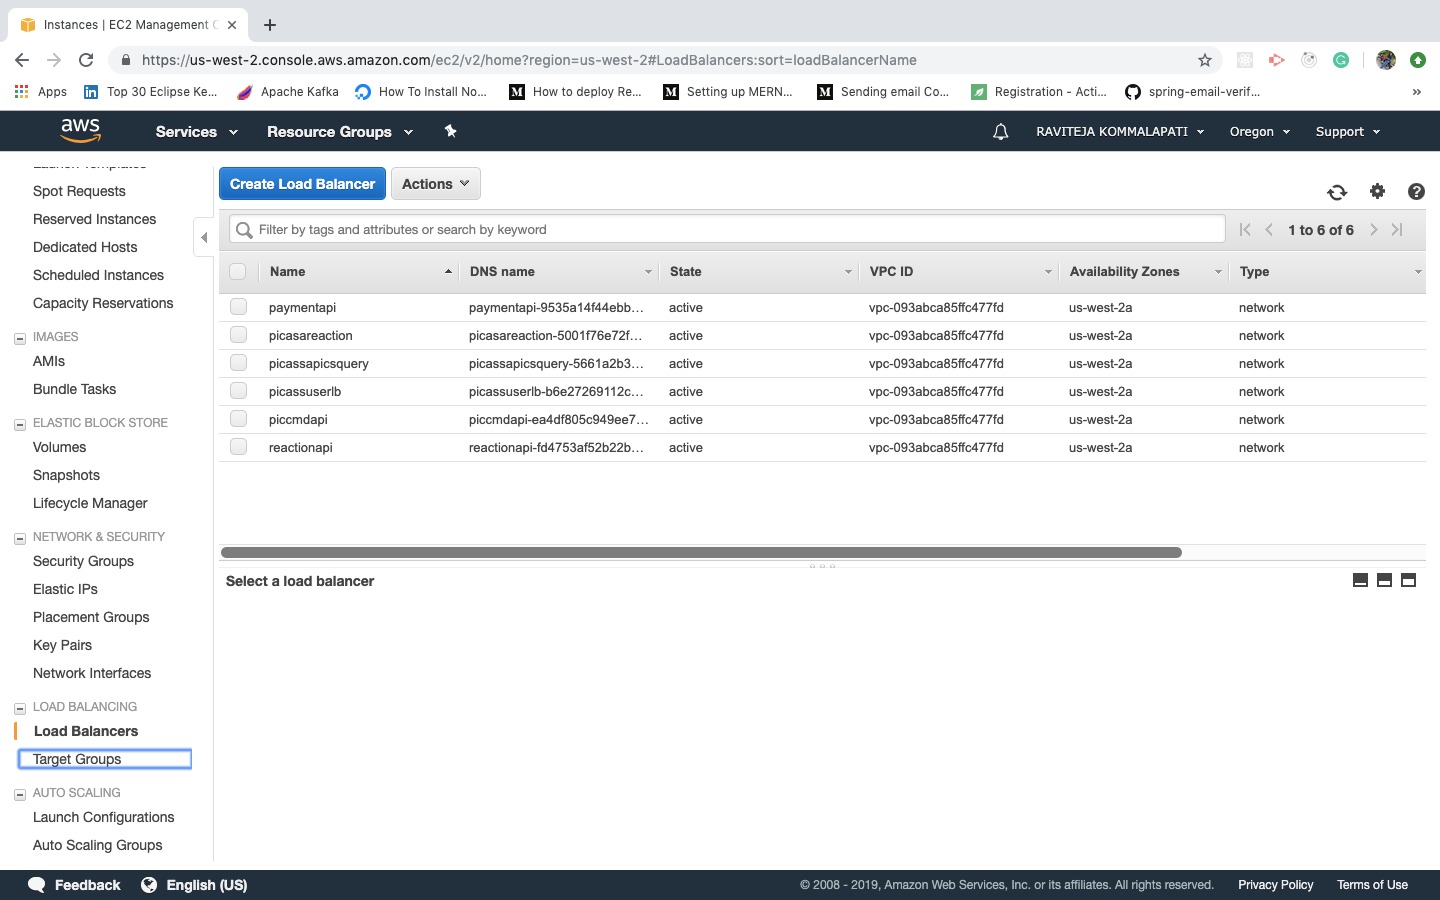 Instances | EC2 Management C
https://us-west-2.console.aws.amazon.com/ec2/v2/home?region=us-west-2#LoadBalancers:sort=loadBalancerName
Apps Top 30 Eclipse Ke... Apache Kafka How To Install No... How to deploy Re... Setting up MERN... Sending email Co... Registration - Acti... spring-email-verif... »
aws Services Resource Groups RAVITEJA KOMMALAPATI Oregon Support
Launch Templates
Spot Requests
Reserved Instances
Dedicated Hosts
Scheduled Instances
Capacity Reservations
IMAGES
AMIs
Bundle Tasks
ELASTIC BLOCK STORE
Volumes
Snapshots
Lifecycle Manager
NETWORK & SECURITY
Security Groups
Elastic IPs
Placement Groups
Key Pairs
Network Interfaces
LOAD BALANCING
Load Balancers
Target Groups
AUTO SCALING
Launch Configurations
Auto Scaling Groups
Create Load Balancer Actions
Filter by tags and attributes or search by keyword 1 to 6 of 6
Name DNS name State VPC ID Availability Zones Type
paymentapi paymentapi-9535a14f44ebb... active vpc-093abca85ffc477fd us-west-2a network
picasareaction picasareaction-5001f76e72f... active vpc-093abca85ffc477fd us-west-2a network
picassapicsquery picassapicsquery-5661a2b3... active vpc-093abca85ffc477fd us-west-2a network
picassuserlb picassuserlb-b6e27269112c... active vpc-093abca85ffc477fd us-west-2a network
piccmdapi piccmdapi-ea4df805c949ee7... active vpc-093abca85ffc477fd us-west-2a network
reactionapi reactionapi-fd4753af52b22b... active vpc-093abca85ffc477fd us-west-2a network
Select a load balancer
Feedback English (US) © 2008 - 2019, Amazon Web Services, Inc. or its affiliates. All rights reserved. Privacy Policy Terms of Use